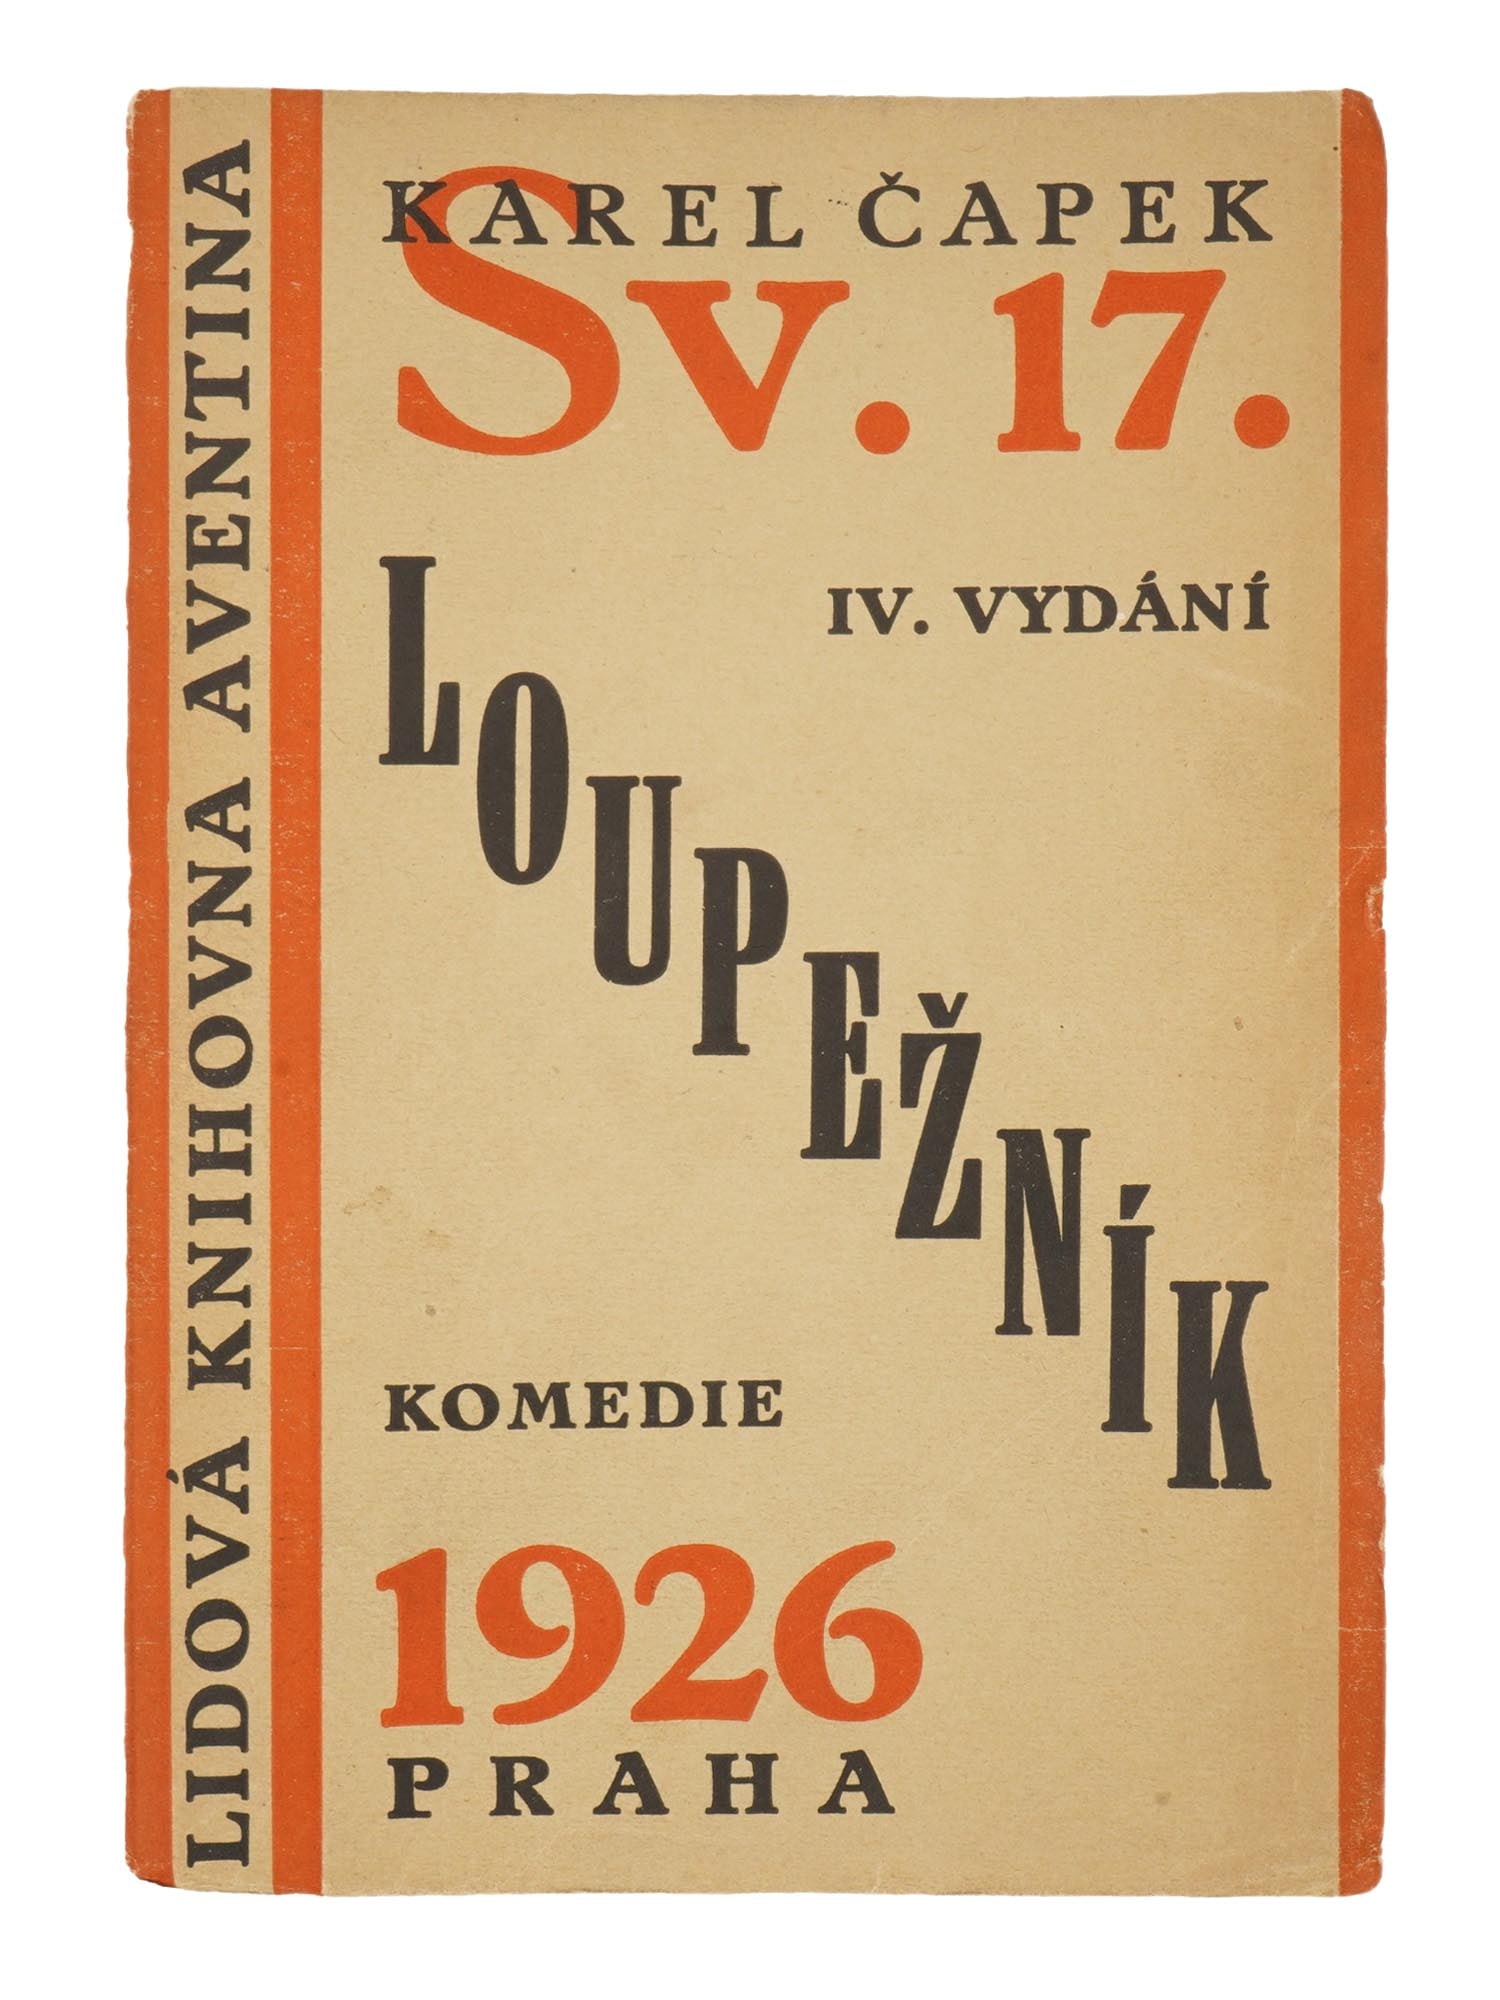 LIDOVÁ KNIHOVNA AVENTINA
KAREL ČAPEK
Sv. 17.
IV. VYDÁNÍ
LOUPEŽNÍK
KOMEDIE
1926
PRAHA